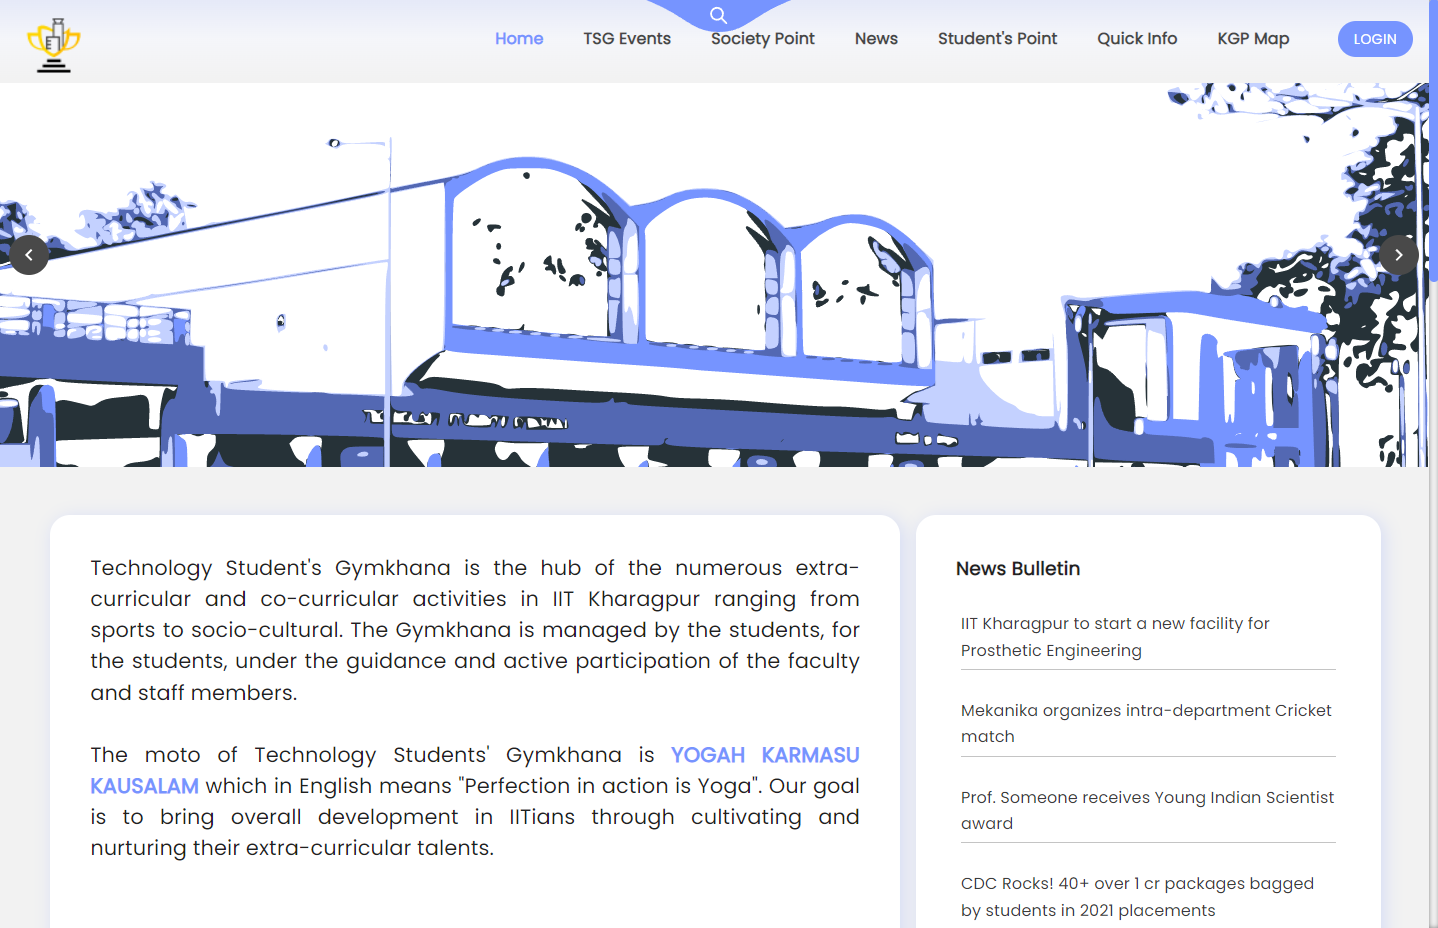 Home TSG Events Society Point News Student's Point Quick Info KGP Map LOGIN
Technology Student's Gymkhana is the hub of the numerous extra-
curricular and co-curricular activities in IIT Kharagpur ranging from
sports to socio-cultural. The Gymkhana is managed by the students, for
the students, under the guidance and active participation of the faculty
and staff members.
The moto of Technology Students' Gymkhana is YOGAH KARMASU
KAUSALAM which in English means "Perfection in action is Yoga". Our goal
is to bring overall development in IITians through cultivating and
nurturing their extra-curricular talents.
News Bulletin
IIT Kharagpur to start a new facility for
Prosthetic Engineering
Mekanika organizes intra-department Cricket
match
Prof. Someone receives Young Indian Scientist
award
CDC Rocks! 40+ over 1 cr packages bagged
by students in 2021 placements